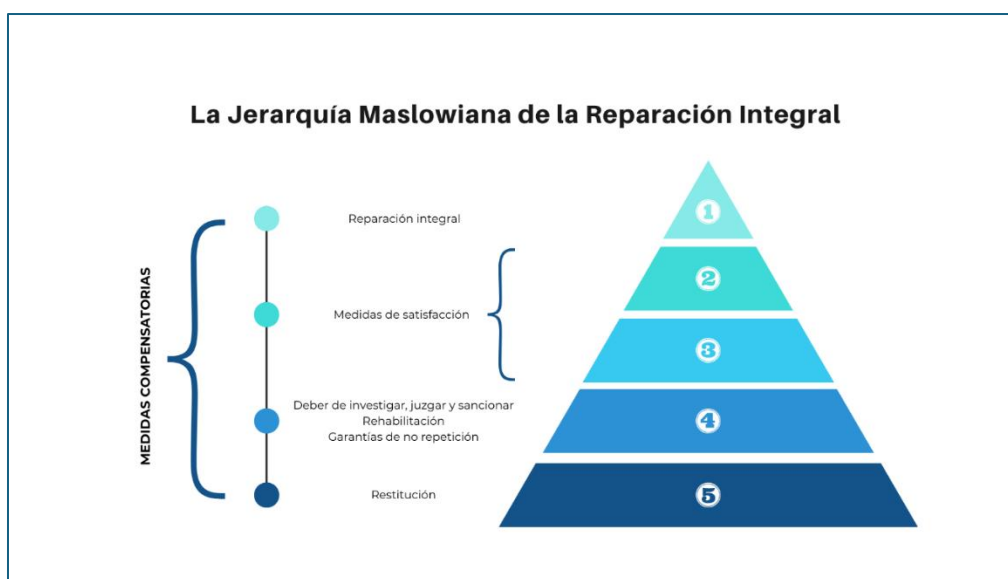 La Jerarquía Maslowiana de la Reparación Integral
MEDIDAS COMPENSATORIAS
Reparación integral
Medidas de satisfacción
Deber de investigar, juzgar y sancionar
Rehabilitación
Garantías de no repetición
Restitución
1
2
3
4
5